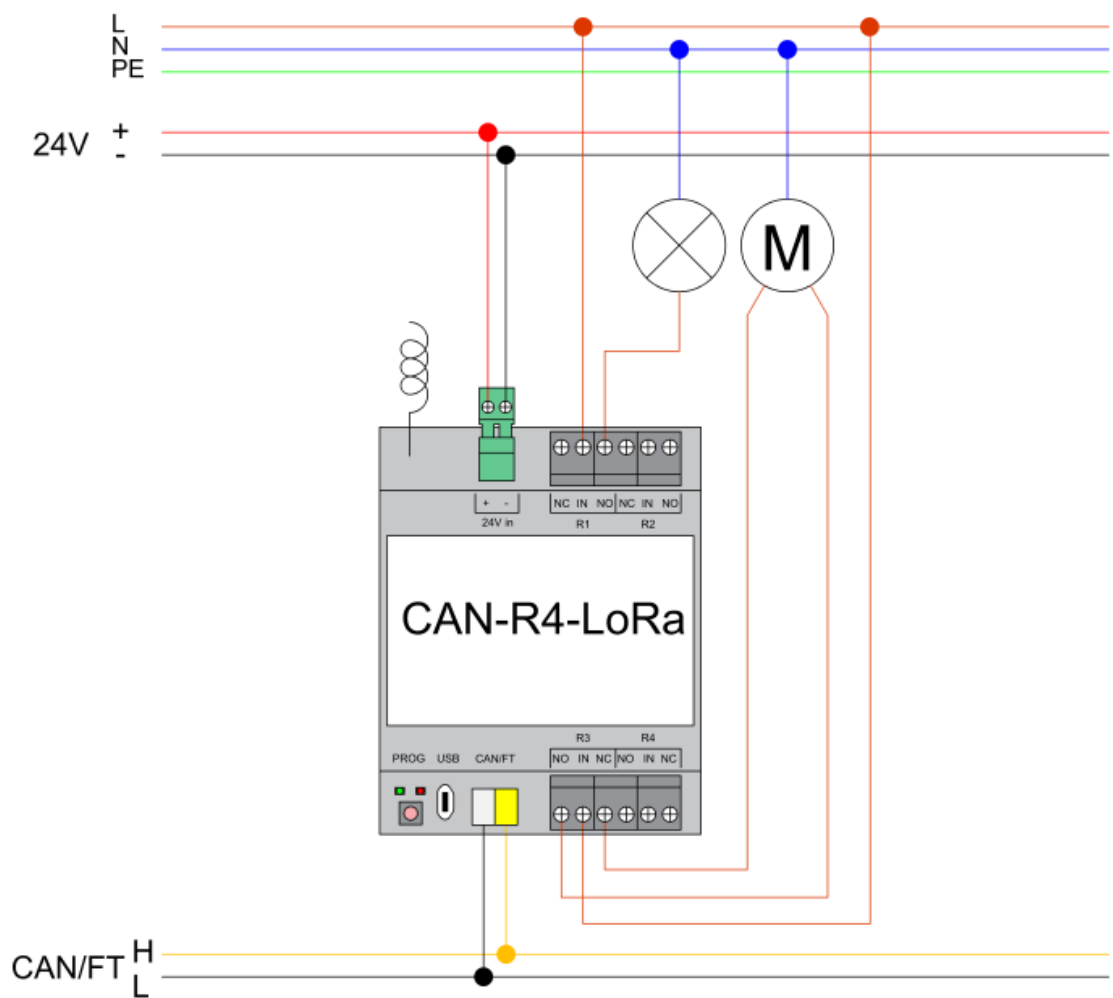 L
N
PE
24V +
-
M
+ -
24V in
NC IN NO NC IN NO
R1 R2
CAN-R4-LoRa
R3 R4
PROG USB CAN/FT NO IN NC NO IN NC
CAN/FT H
L